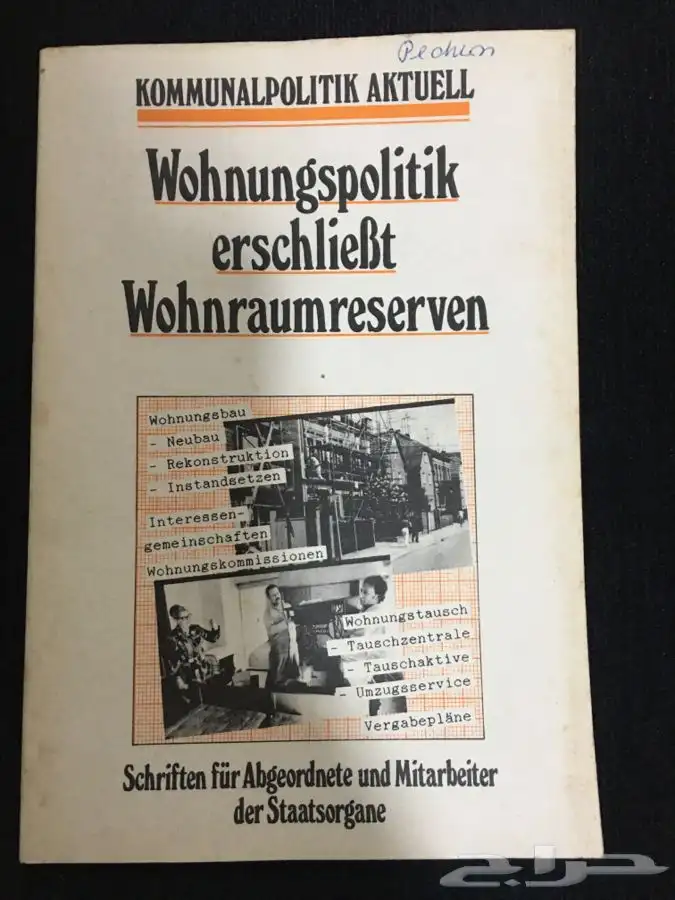 KOMMUNALPOLITIK AKTUELL
Wohnungspolitik
erschließt
Wohnraumreserven
Wohnungsbau
- Neubau
- Rekonstruktion
- Instandsetzen
Interessen-
gemeinschaften
Wohnungskommissionen
Wohnungstausch
- Tauschzentrale
- Tauschaktive
- Umzugsservice
Vergabepläne
Schriften für Abgeordnete und Mitarbeiter
der Staatsorgane
حراج